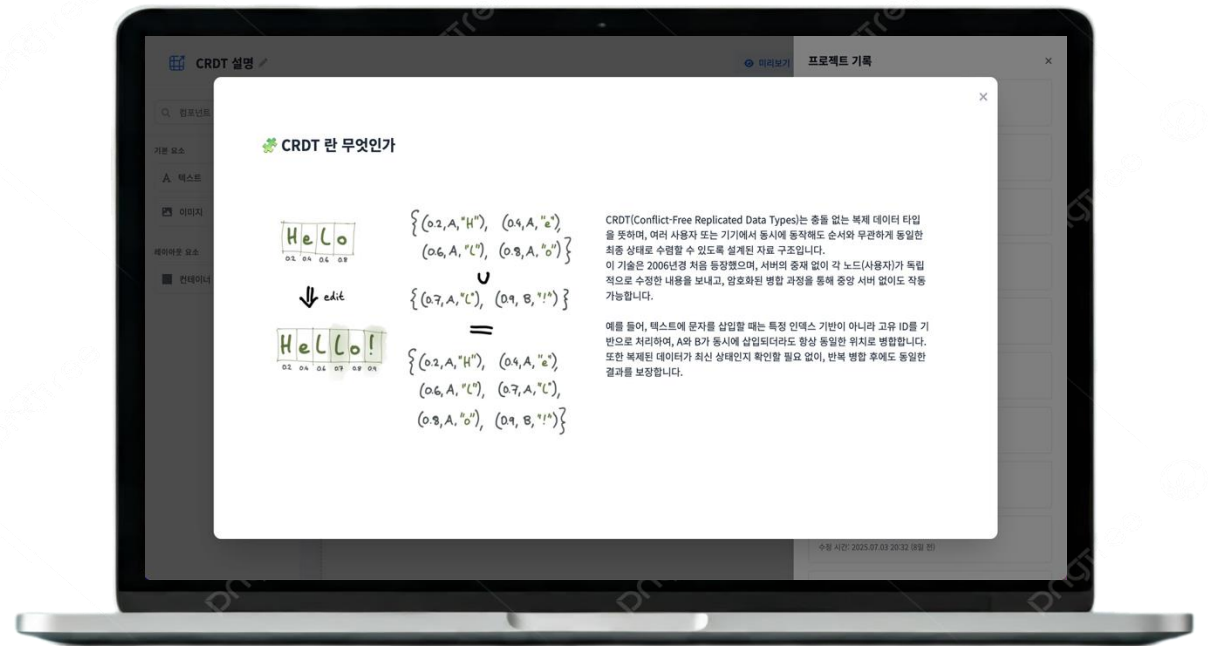 CRDT 설명
미리보기
프로젝트 기록
×
컴포넌트
기본 요소
A 텍스트
이미지
레이아웃 요소
컨테이너
×
CRDT 란 무엇인가
HeLo
0.2 0.4 0.6 0.8
edit
HeLLo!
0.2 0.4 0.6 0.7 0.8 0.9
{(0.2, A, "H"), (0.4, A, "e"),
(0.6, A, "L"), (0.8, A, "o")}
∪
{(0.7, A, "L"), (0.9, B, "!")}
=
{(0.2, A, "H"), (0.4, A, "e"),
(0.6, A, "L"), (0.7, A, "L"),
(0.8, A, "o"), (0.9, B, "!")}
CRDT(Conflict-Free Replicated Data Types)는 충돌 없는 복제 데이터 타입
을 뜻하며, 여러 사용자 또는 기기에서 동시에 동작해도 순서와 무관하게 동일한
최종 상태로 수렴할 수 있도록 설계된 자료 구조입니다.
이 기술은 2006년경 처음 등장했으며, 서버의 중재 없이 각 노드(사용자)가 독립
적으로 수정한 내용을 보내고, 암호화된 병합 과정을 통해 중앙 서버 없이도 작동
가능합니다.
예를 들어, 텍스트에 문자를 삽입할 때는 특정 인덱스 기반이 아니라 고유 ID를 기
반으로 처리하여, A와 B가 동시에 삽입되더라도 항상 동일한 위치로 병합합니다.
또한 복제된 데이터가 최신 상태인지 확인할 필요 없이, 반복 병합 후에도 동일한
결과를 보장합니다.
수정 시간: 2025.07.03 20:32 (8일 전)
pngtree